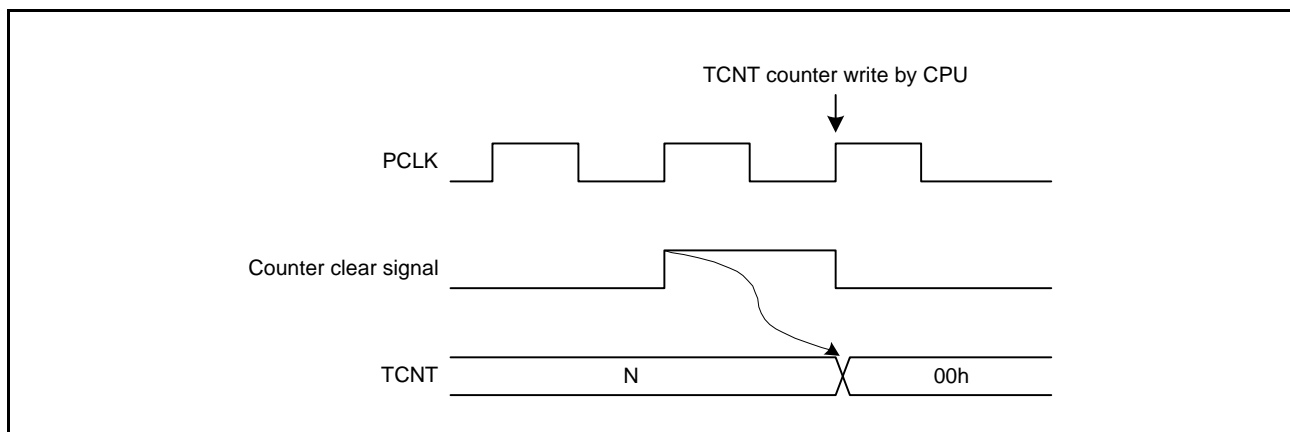 TCNT counter write by CPU
PCLK
Counter clear signal
TCNT N 00h